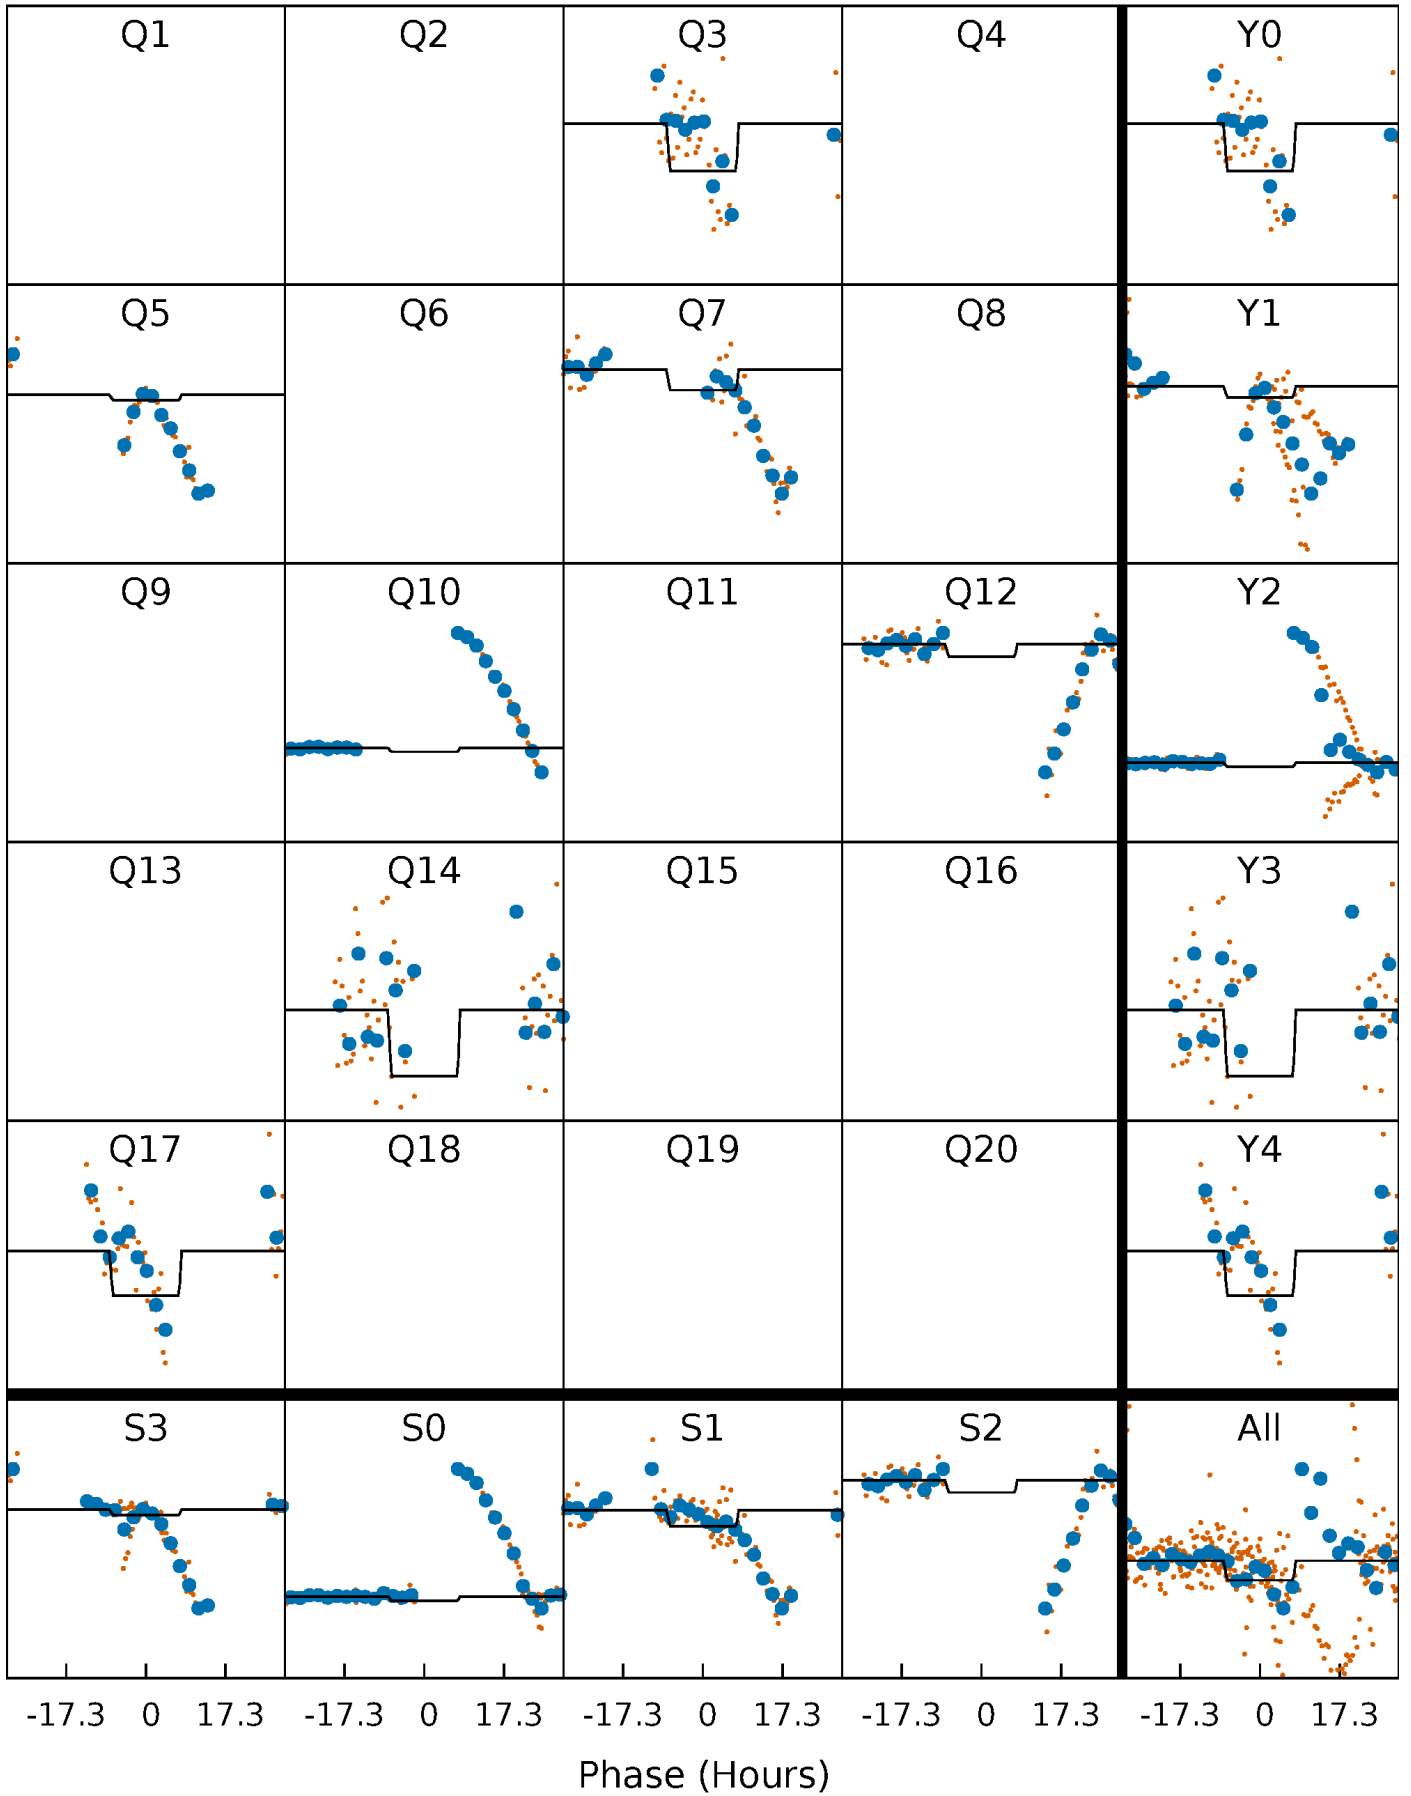 Q1 Q2 Q3 Q4 Y0
Q5 Q6 Q7 Q8 Y1
Q9 Q10 Q11 Q12 Y2
Q13 Q14 Q15 Q16 Y3
Q17 Q18 Q19 Q20 Y4
S3 S0 S1 S2 All
-17.3 0 17.3 -17.3 0 17.3 -17.3 0 17.3 -17.3 0 17.3 -17.3 0 17.3
Phase (Hours)